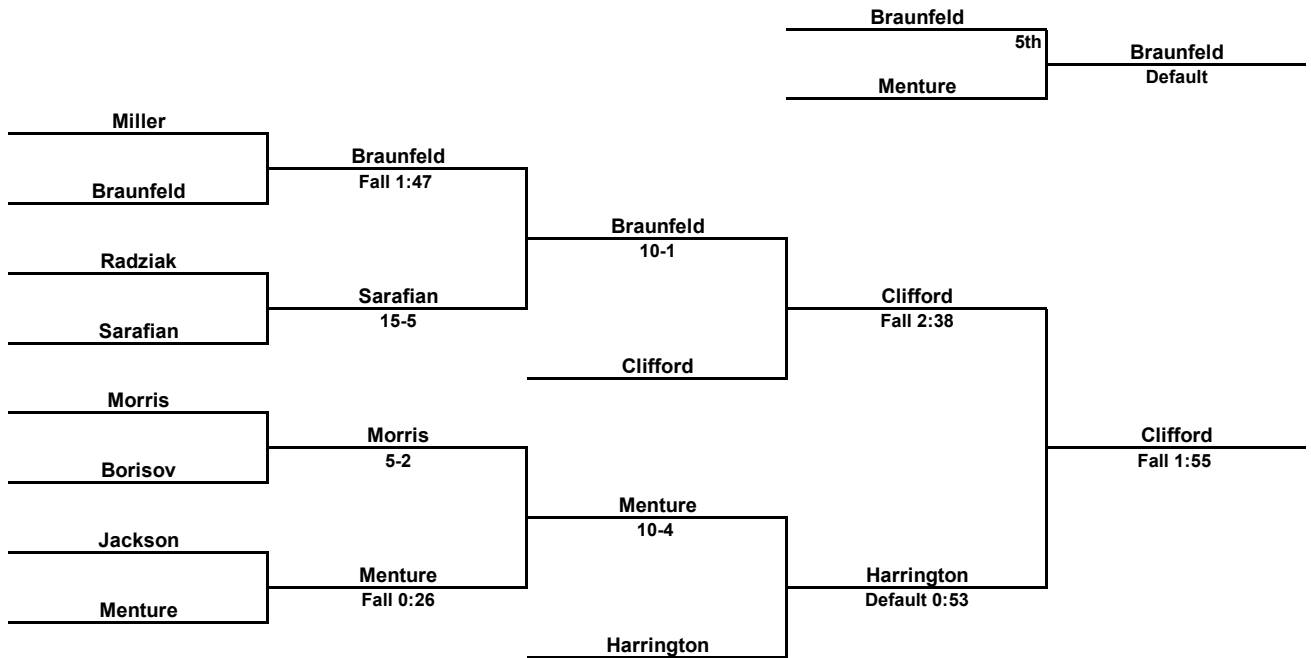 Braunfeld
5th
Braunfeld
Default
Menture
Miller
Braunfeld
Fall 1:47
Braunfeld
Braunfeld
10-1
Radziak
Sarafian
15-5
Clifford
Fall 2:38
Sarafian
Clifford
Morris
Morris
5-2
Clifford
Fall 1:55
Borisov
Menture
10-4
Jackson
Menture
Fall 0:26
Harrington
Default 0:53
Menture
Harrington